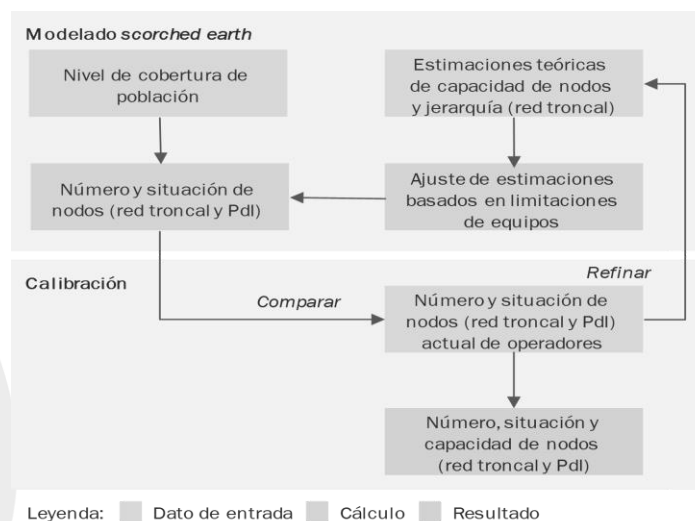 Modelado scorched earth
Nivel de cobertura de
población
Estimaciones teóricas
de capacidad de nodos
y jerarquía (red troncal)
Número y situación de
nodos (red troncal y PdI)
Ajuste de estimaciones
basados en limitaciones
de equipos
Calibración
Comparar
Refinar
Número y situación de
nodos (red troncal y PdI)
actual de operadores
Número, situación y
capacidad de nodos
(red troncal y PdI)
Leyenda: Dato de entrada Cálculo Resultado